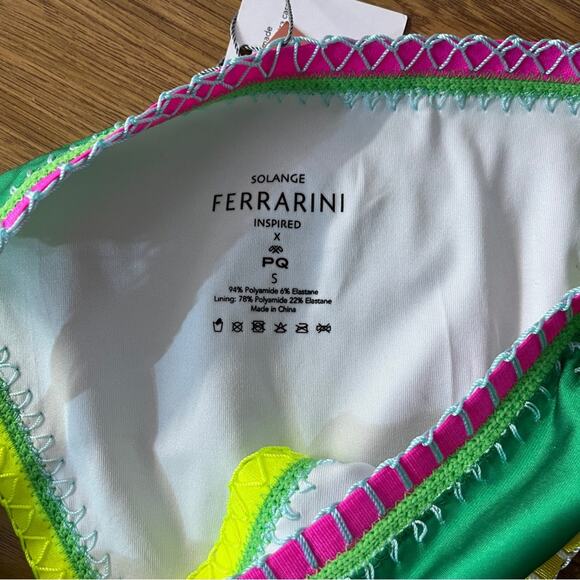 SOLANGE
FERRARINI
INSPIRED
X
PQ
S
94% Polyamide 6% Elastane
Lining: 78% Polyamide 22% Elastane
Made in China